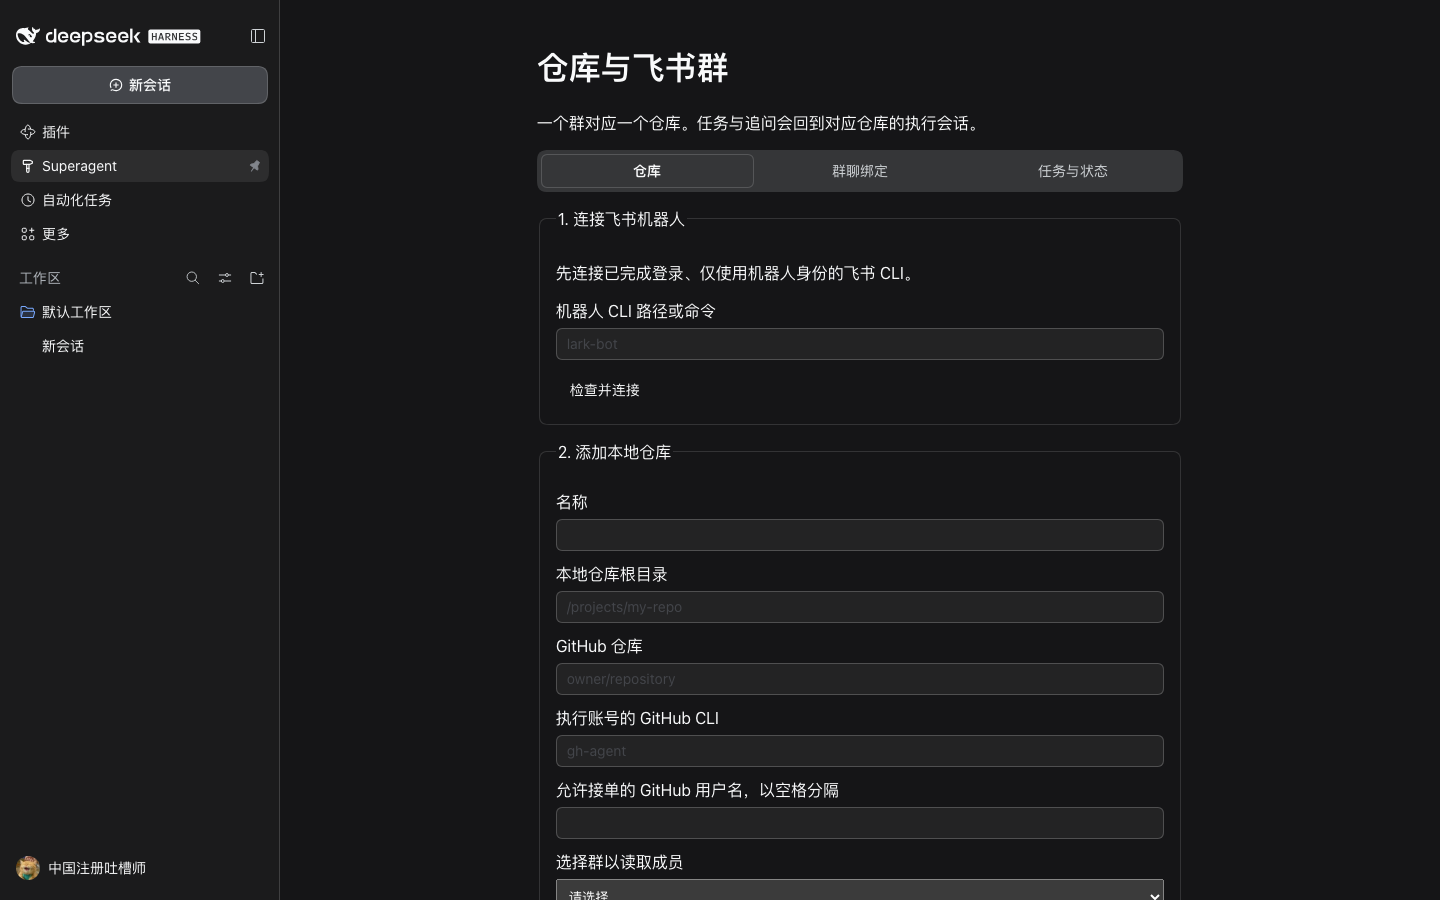 deepseek HARNESS
新会话
插件
Superagent
自动化任务
更多
工作区
默认工作区
新会话
中国注册吐槽师
仓库与飞书群
一个群对应一个仓库。任务与追问会回到对应仓库的执行会话。
仓库
群聊绑定
任务与状态
1. 连接飞书机器人
先连接已完成登录、仅使用机器人身份的飞书 CLI。
机器人 CLI 路径或命令
lark-bot
检查并连接
2. 添加本地仓库
名称
本地仓库根目录
/projects/my-repo
GitHub 仓库
owner/repository
执行账号的 GitHub CLI
gh-agent
允许接单的 GitHub 用户名，以空格分隔
选择群以读取成员
请选择